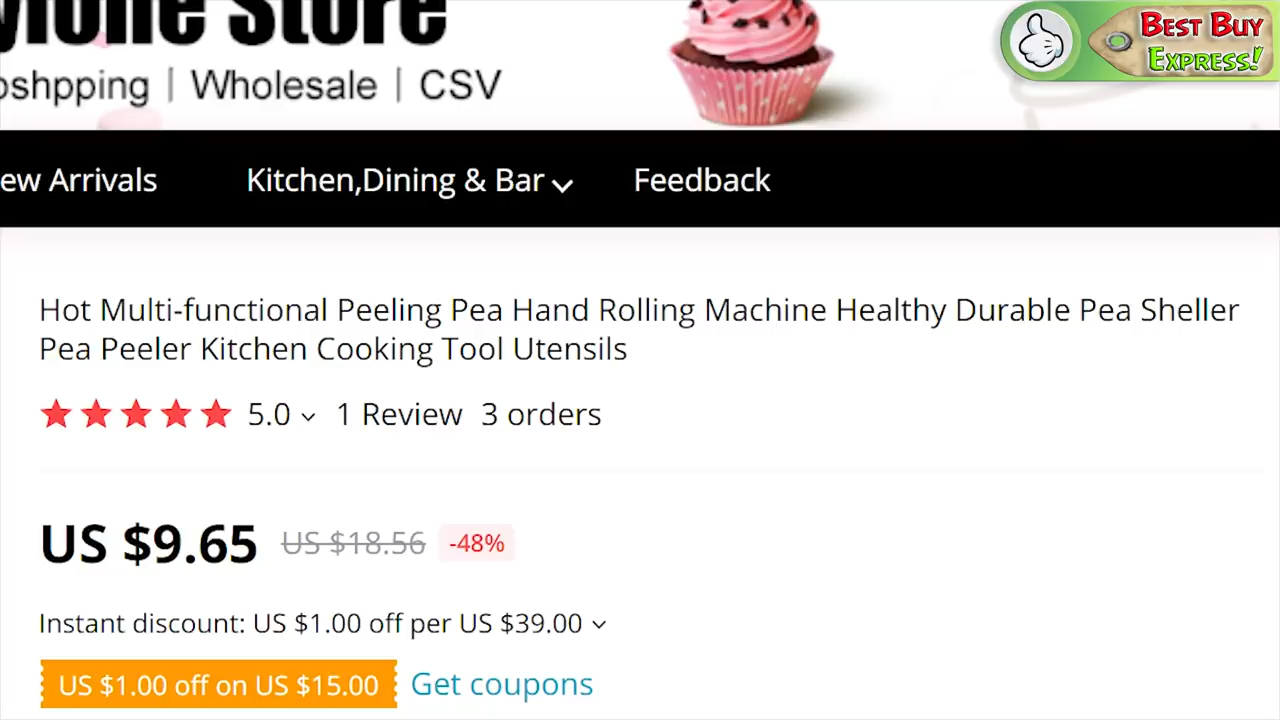 Store
BEST BUY
EXPRESS!
Wholesale | CSV
Arrivals
Kitchen,Dining & Bar
Feedback
Hot Multi-functional Peeling Pea Hand Rolling Machine Healthy Durable Pea Sheller
Pea Peeler Kitchen Cooking Tool Utensils
5.0 1 Review 3 orders
US $9.65 US $18.56 -48%
Instant discount: US $1.00 off per US $39.00
US $1.00 off on US $15.00 Get coupons